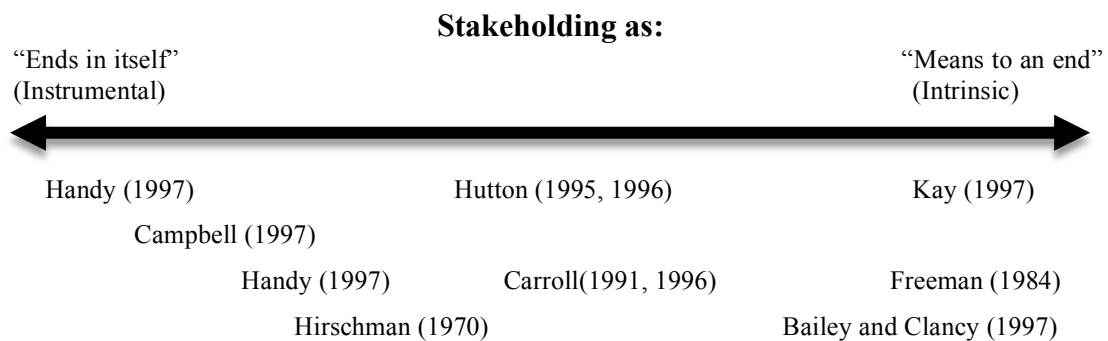 Stakeholding as:
“Ends in itself” “Means to an end”
(Instrumental) (Intrinsic)
Handy (1997) Hutton (1995, 1996) Kay (1997)
Campbell (1997)
Handy (1997) Carroll(1991, 1996) Freeman (1984)
Hirschman (1970) Bailey and Clancy (1997)